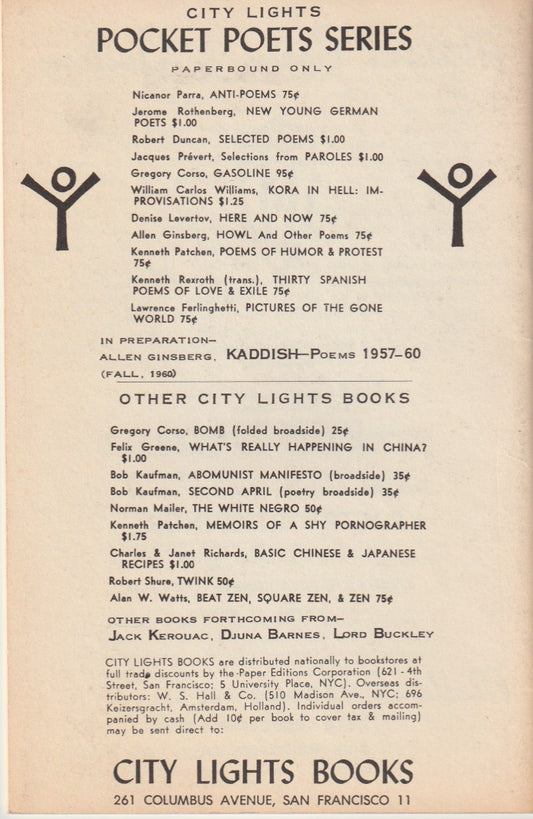 CITY LIGHTS
POCKET POETS SERIES
PAPERBOUND ONLY
Nicanor Parra, ANTI-POEMS 75¢
Jerome Rothenberg, NEW YOUNG GERMAN
POETS $1.00
Robert Duncan, SELECTED POEMS $1.00
Jacques Prévert, Selections from PAROLES $1.00
Gregory Corso, GASOLINE 95¢
William Carlos Williams, KORA IN HELL: IM-
PROVISATIONS $1.25
Denise Levertov, HERE AND NOW 75¢
Allen Ginsberg, HOWL And Other Poems 75¢
Kenneth Patchen, POEMS OF HUMOR & PROTEST
75¢
Kenneth Rexroth (trans.), THIRTY SPANISH
POEMS OF LOVE & EXILE 75¢
Lawrence Ferlinghetti, PICTURES OF THE GONE
WORLD 75¢
IN PREPARATION—
ALLEN GINSBERG, KADDISH—POEMS 1957-60
(FALL, 1960)
OTHER CITY LIGHTS BOOKS
Gregory Corso, BOMB (folded broadside) 25¢
Felix Greene, WHAT'S REALLY HAPPENING IN CHINA?
$1.00
Bob Kaufman, ABOMUNIST MANIFESTO (broadside) 35¢
Bob Kaufman, SECOND APRIL (poetry broadside) 35¢
Norman Mailer, THE WHITE NEGRO 50¢
Kenneth Patchen, MEMOIRS OF A SHY PORNOGRAPHER
$1.75
Charles & Janet Richards, BASIC CHINESE & JAPANESE
RECIPES $1.00
Robert Shure, TWINK 50¢
Alan W. Watts, BEAT ZEN, SQUARE ZEN, & ZEN 75¢
OTHER BOOKS FORTHCOMING FROM—
JACK KEROUAC, DJUNA BARNES, LORD BUCKLEY
CITY LIGHTS BOOKS are distributed nationally to bookstores at
full trade discounts by the Paper Editions Corporation (621 - 4th
Street, San Francisco; 5 University Place, NYC). Overseas dis-
tributors: W. S. Hall & Co. (510 Madison Ave., NYC; 696
Keizersgracht, Amsterdam, Holland). Individual orders accom-
panied by cash (Add 10¢ per book to cover tax & mailing)
may be sent direct to:
CITY LIGHTS BOOKS
261 COLUMBUS AVENUE, SAN FRANCISCO 11